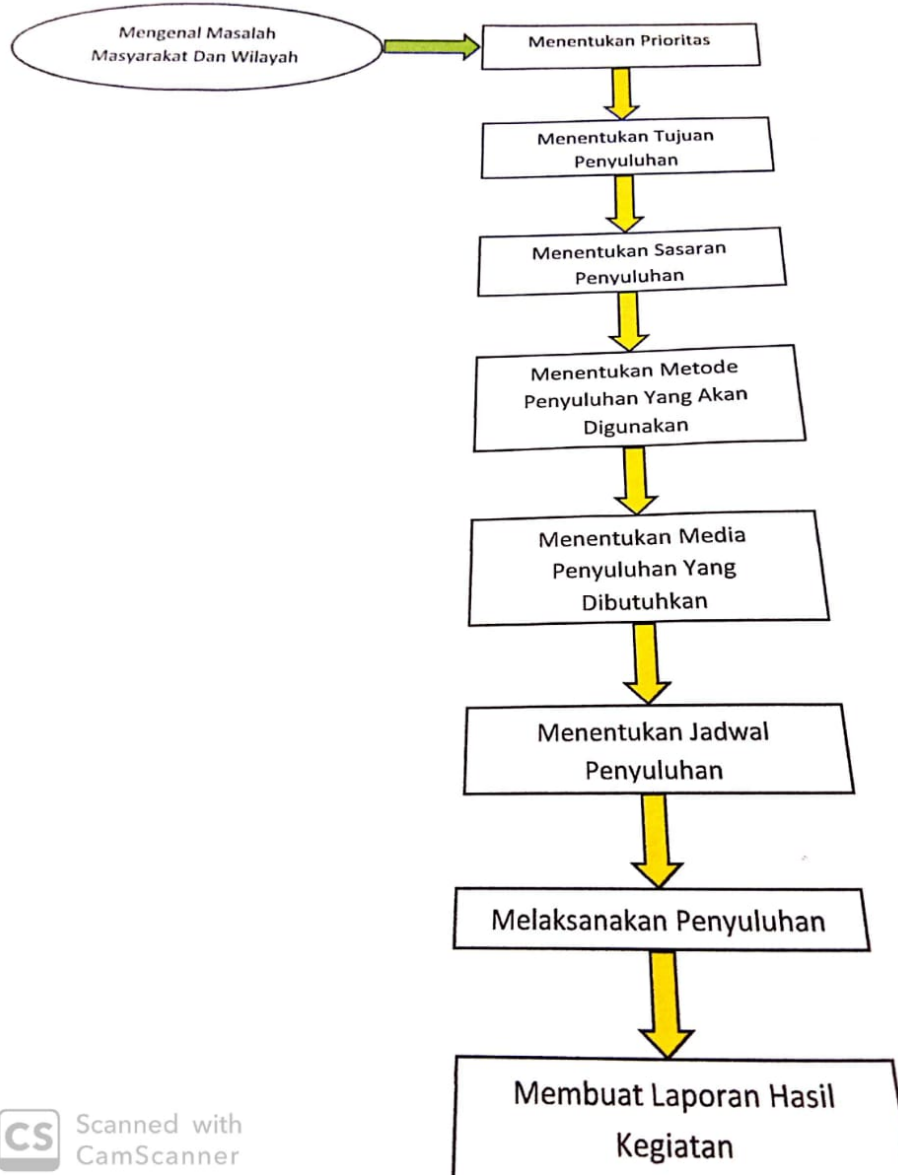 Mengenal Masalah
Masyarakat Dan Wilayah
Menentukan Prioritas
Menentukan Tujuan
Penyuluhan
Menentukan Sasaran
Penyuluhan
Menentukan Metode
Penyuluhan Yang Akan
Digunakan
Menentukan Media
Penyuluhan Yang
Dibutuhkan
Menentukan Jadwal
Penyuluhan
Melaksanakan Penyuluhan
Membuat Laporan Hasil
Kegiatan
CS
Scanned with
CamScanner